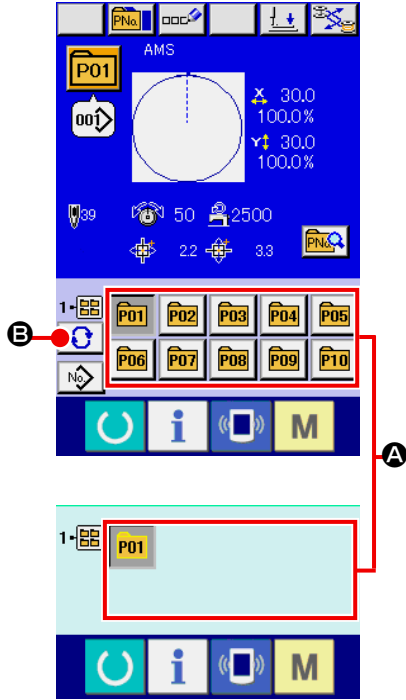 PNo.
AMS
P01
001
X 30.0
100.0%
Y 30.0
100.0%
39 50 2500
2.2 3.3
PNo.
1-
P01 P02 P03 P04 P05
B
P06 P07 P08 P09 P10
No.
i M
A
1-
P01
i M